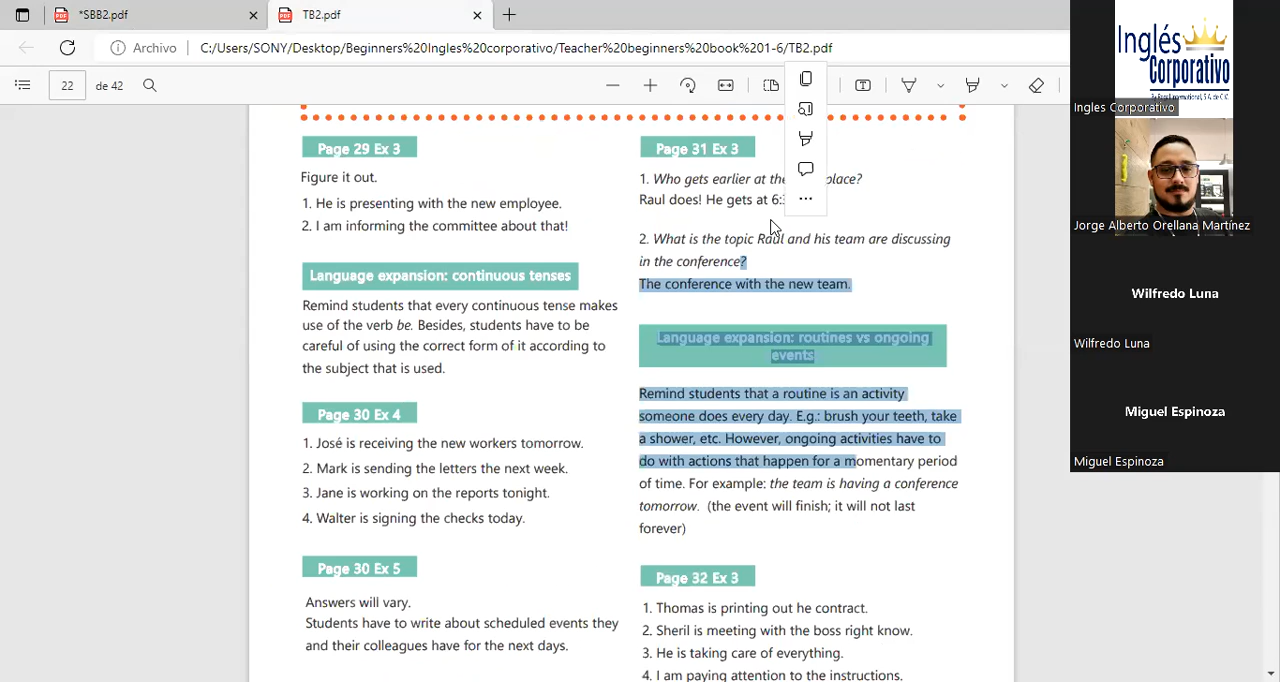 *SBB2.pdf
TB2.pdf
Archivo
C:/Users/SONY/Desktop/Beginners%20Ingles%20corporativo/Teacher%20beginners%20book%201-6/TB2.pdf
22
de 42
Page 29 Ex 3
Figure it out.
1. He is presenting with the new employee.
2. I am informing the committee about that!
Language expansion: continuous tenses
Remind students that every continuous tense makes
use of the verb be. Besides, students have to be
careful of using the correct form of it according to
the subject that is used.
Page 30 Ex 4
1. José is receiving the new workers tomorrow.
2. Mark is sending the letters the next week.
3. Jane is working on the reports tonight.
4. Walter is signing the checks today.
Page 30 Ex 5
Answers will vary.
Students have to write about scheduled events they
and their colleagues have for the next days.
Page 31 Ex 3
1. Who gets earlier at the place?
Raul does! He gets at 6:
2. What is the topic Raul and his team are discussing
in the conference?
The conference with the new team.
Language expansion: routines vs ongoing
events
Remind students that a routine is an activity
someone does every day. E.g.: brush your teeth, take
a shower, etc. However, ongoing activities have to
do with actions that happen for a momentary period
of time. For example: the team is having a conference
tomorrow. (the event will finish; it will not last
forever)
Page 32 Ex 3
1. Thomas is printing out he contract.
2. Sheril is meeting with the boss right know.
3. He is taking care of everything.
4. I am paying attention to the instructions.
Inglés
Corporativo
Ingles Corporativo
Jorge Alberto Orellana Martínez
Wilfredo Luna
Wilfredo Luna
Miguel Espinoza
Miguel Espinoza